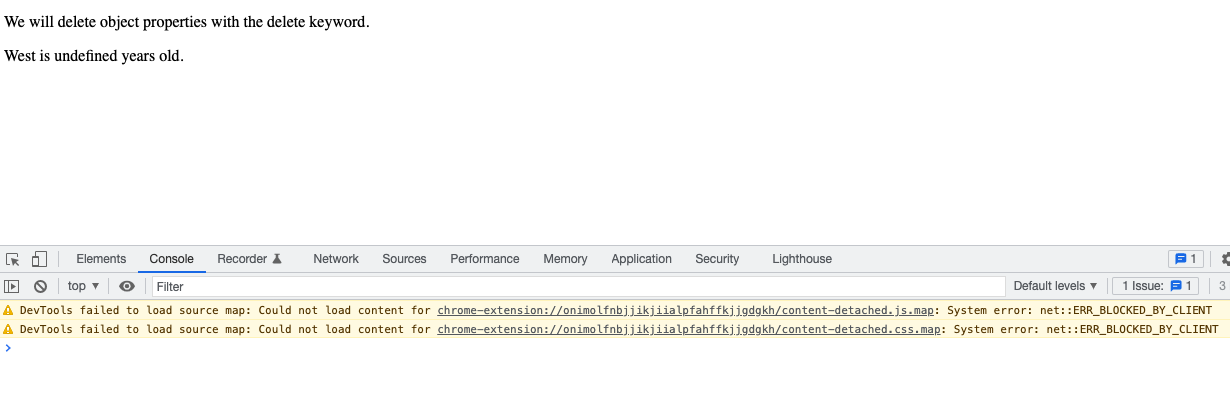 We will delete object properties with the delete keyword.
West is undefined years old.
Elements Console Recorder Network Sources Performance Memory Application Security Lighthouse 1
top ▼ Filter Default levels ▼ 1 Issue: 1 3
DevTools failed to load source map: Could not load content for chrome-extension://onimolfnbjjikjiialpfahffkjjgdgkh/content-detached.js.map: System error: net::ERR_BLOCKED_BY_CLIENT
DevTools failed to load source map: Could not load content for chrome-extension://onimolfnbjjikjiialpfahffkjjgdgkh/content-detached.css.map: System error: net::ERR_BLOCKED_BY_CLIENT
>